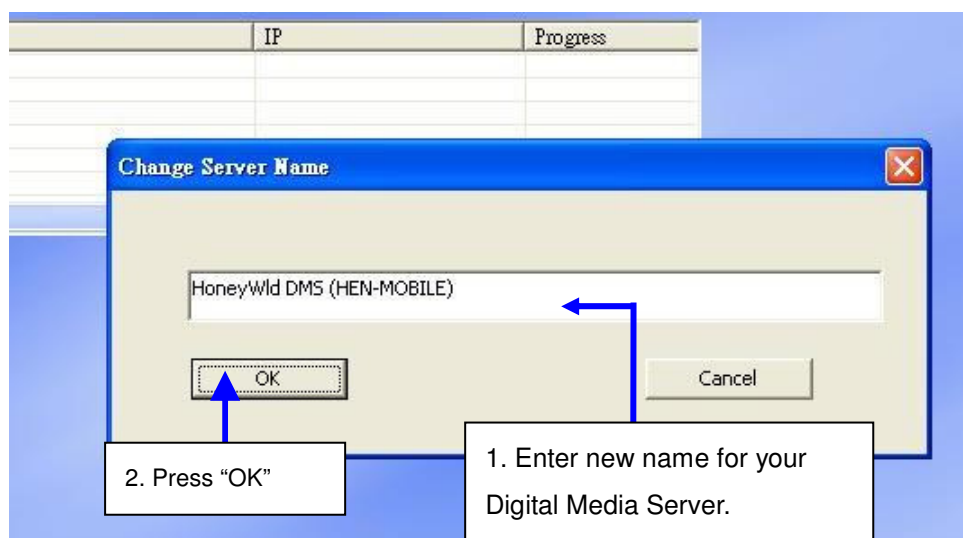 IP Progress
Change Server Name
HoneyWld DMS (HEN-MOBILE)
OK Cancel
2. Press “OK”
1. Enter new name for your
Digital Media Server.